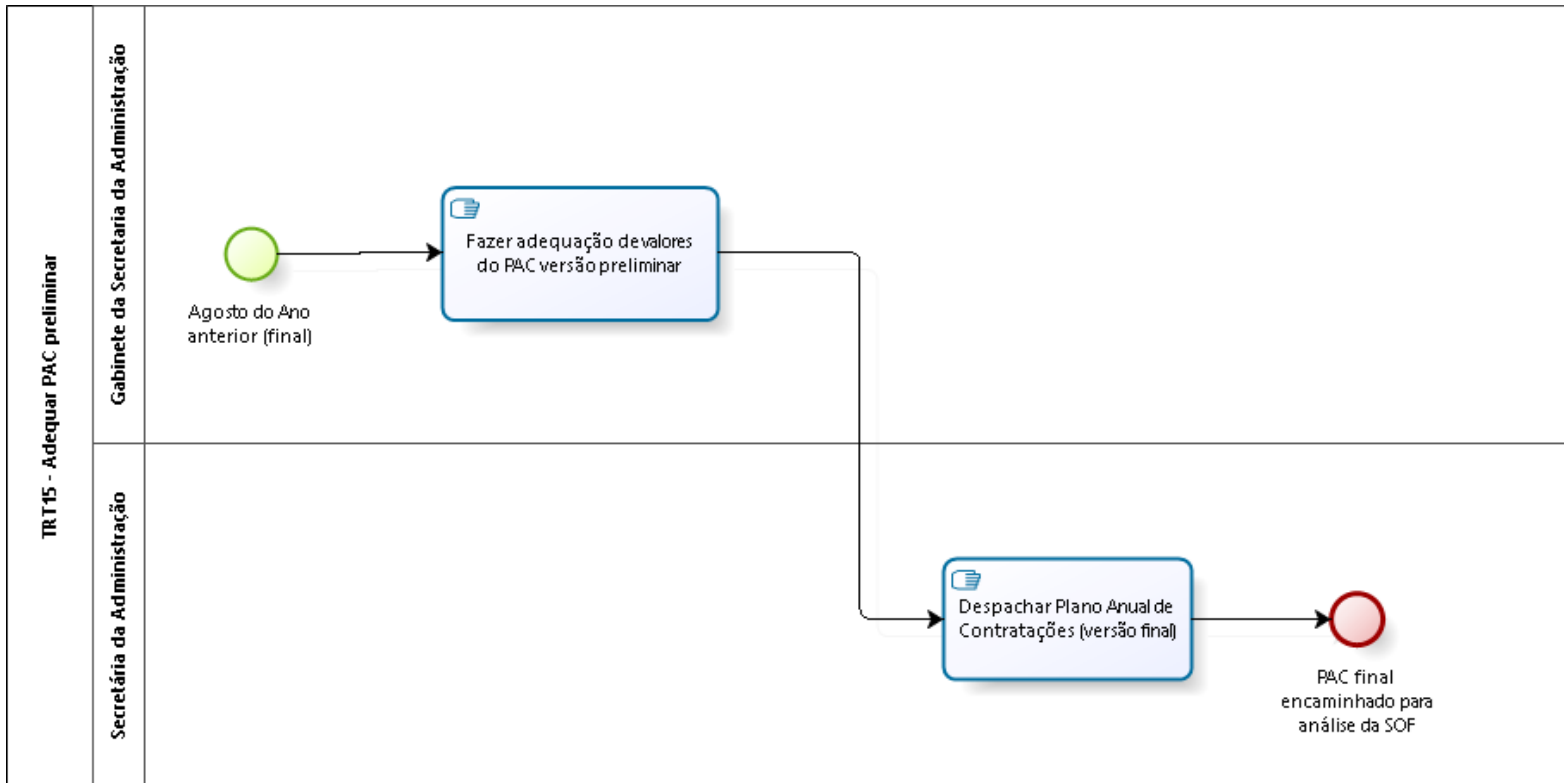 TRT15 - Adequar PAC preliminar
Gabinete da Secretaria da Administração
Agosto do Ano
anterior (final)
Fazer adequação de valores
do PAC versão preliminar
Secretária da Administração
Despachar Plano Anual de
Contratações (versão final)
PAC final
encaminhado para
análise da SOF